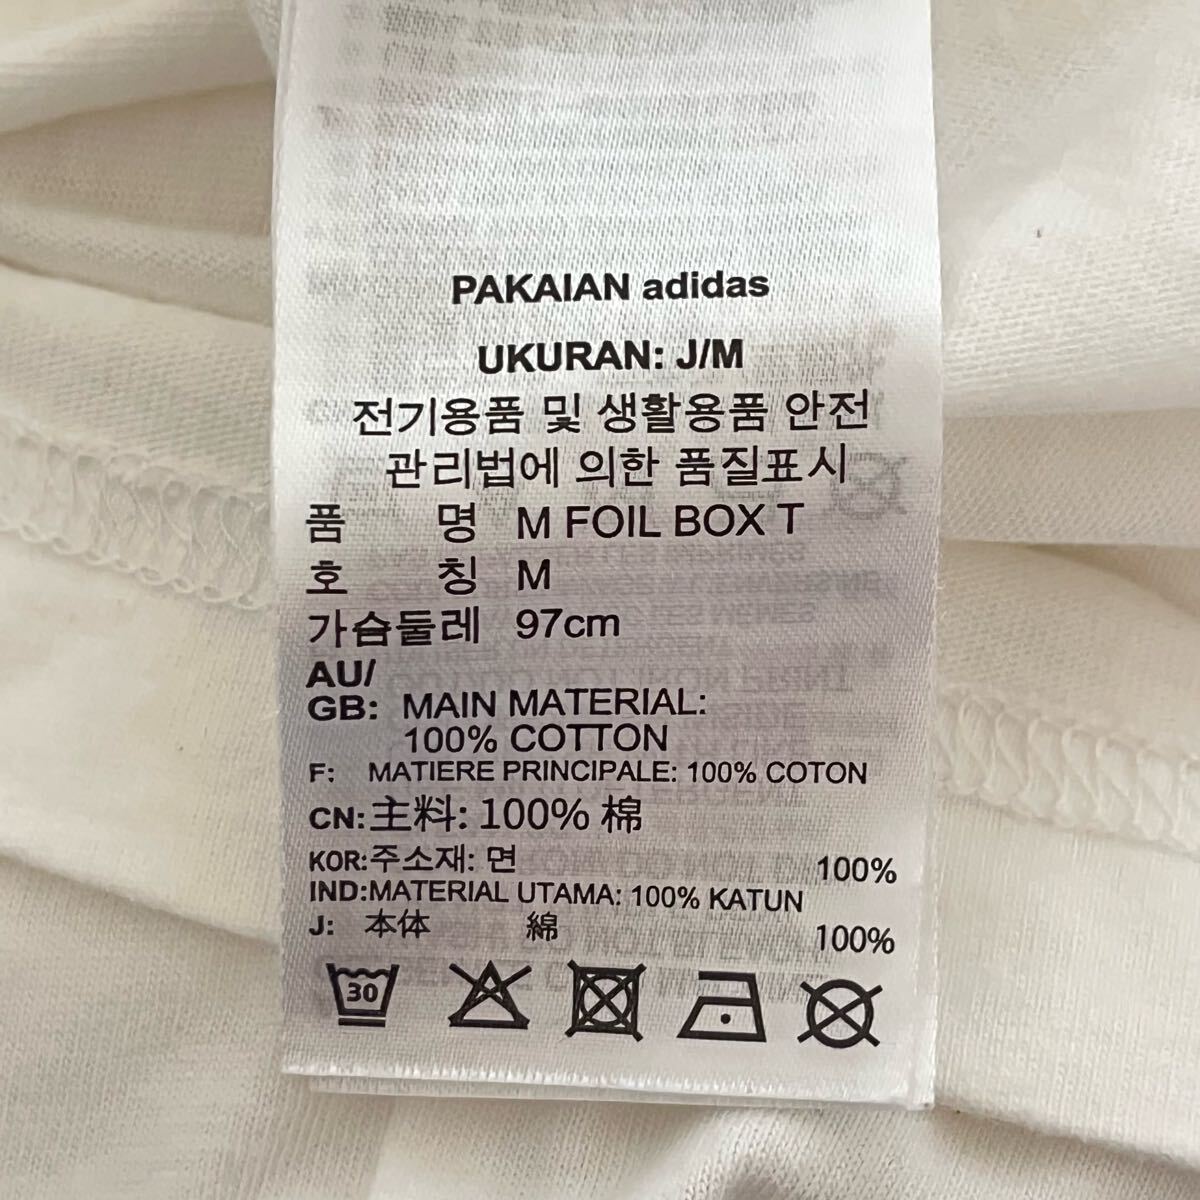 PAKAIAN adidas
UKURAN: J/M
전기용품 및 생활용품 안전
관리법에 의한 품질표시
품 명 M FOIL BOX T
호 칭 M
가슴둘레 97cm
AU/
GB: MAIN MATERIAL:
100% COTTON
F: MATIERE PRINCIPALE: 100% COTON
CN:主料: 100% 棉
KOR:주소재: 면 100%
IND:MATERIAL UTAMA: 100% KATUN
J: 本体 綿 100%
30